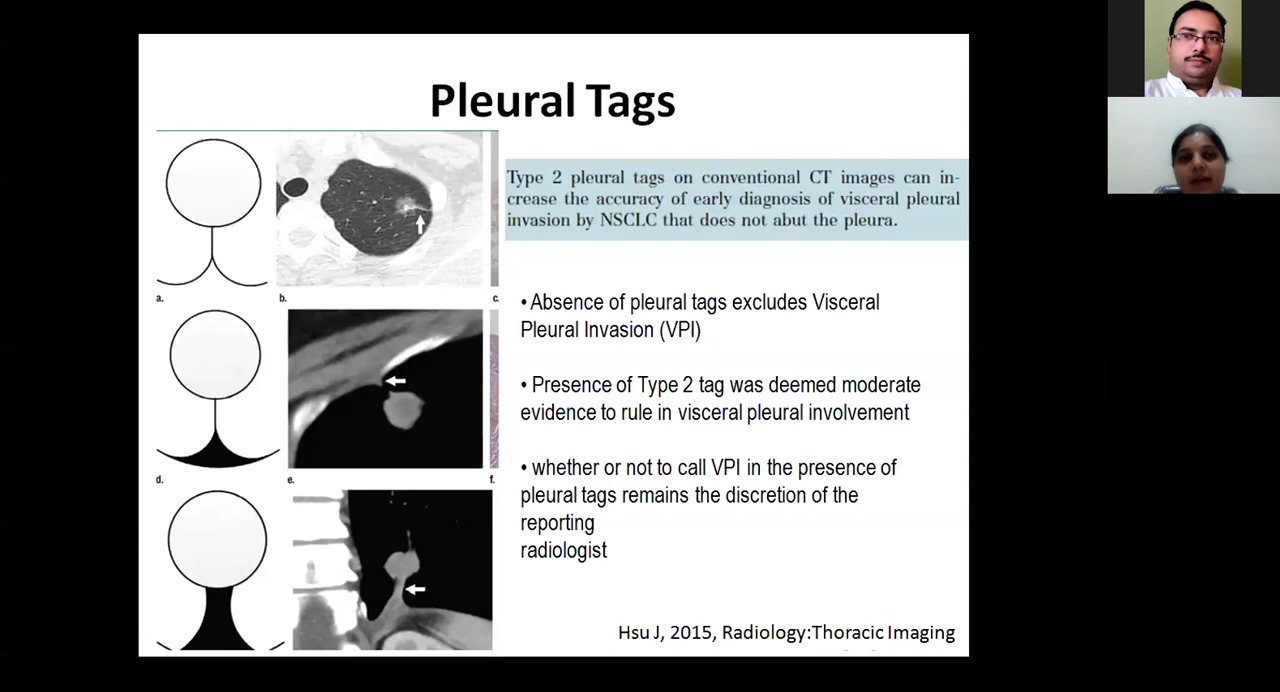 Pleural Tags
Type 2 pleural tags on conventional CT images can in-
crease the accuracy of early diagnosis of visceral pleural
invasion by NSCLC that does not abut the pleura.
a.
b.
c.
• Absence of pleural tags excludes Visceral
Pleural Invasion (VPI)
• Presence of Type 2 tag was deemed moderate
evidence to rule in visceral pleural involvement
d.
e.
f.
• whether or not to call VPI in the presence of
pleural tags remains the discretion of the
reporting
radiologist
Hsu J, 2015, Radiology:Thoracic Imaging